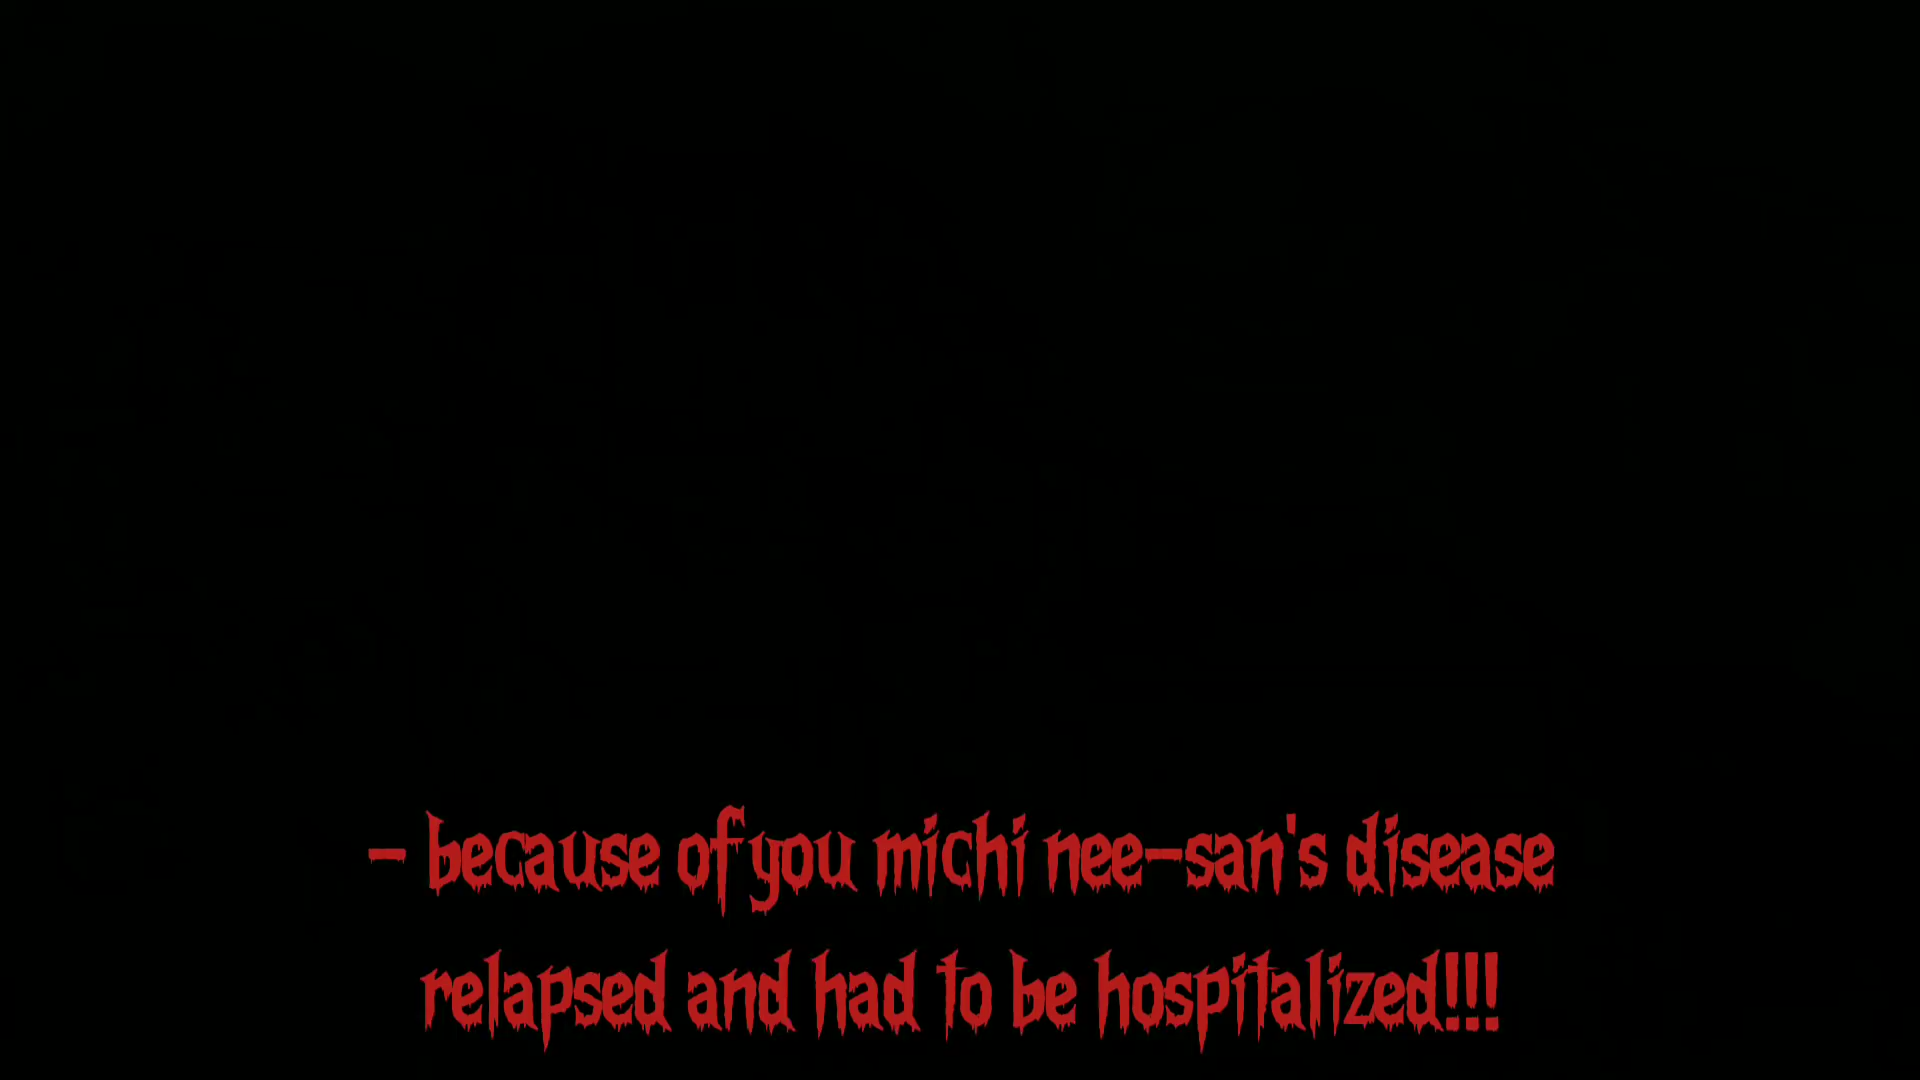 - because of you michi nee-san's disease
relapsed and had to be hospitalized!!!